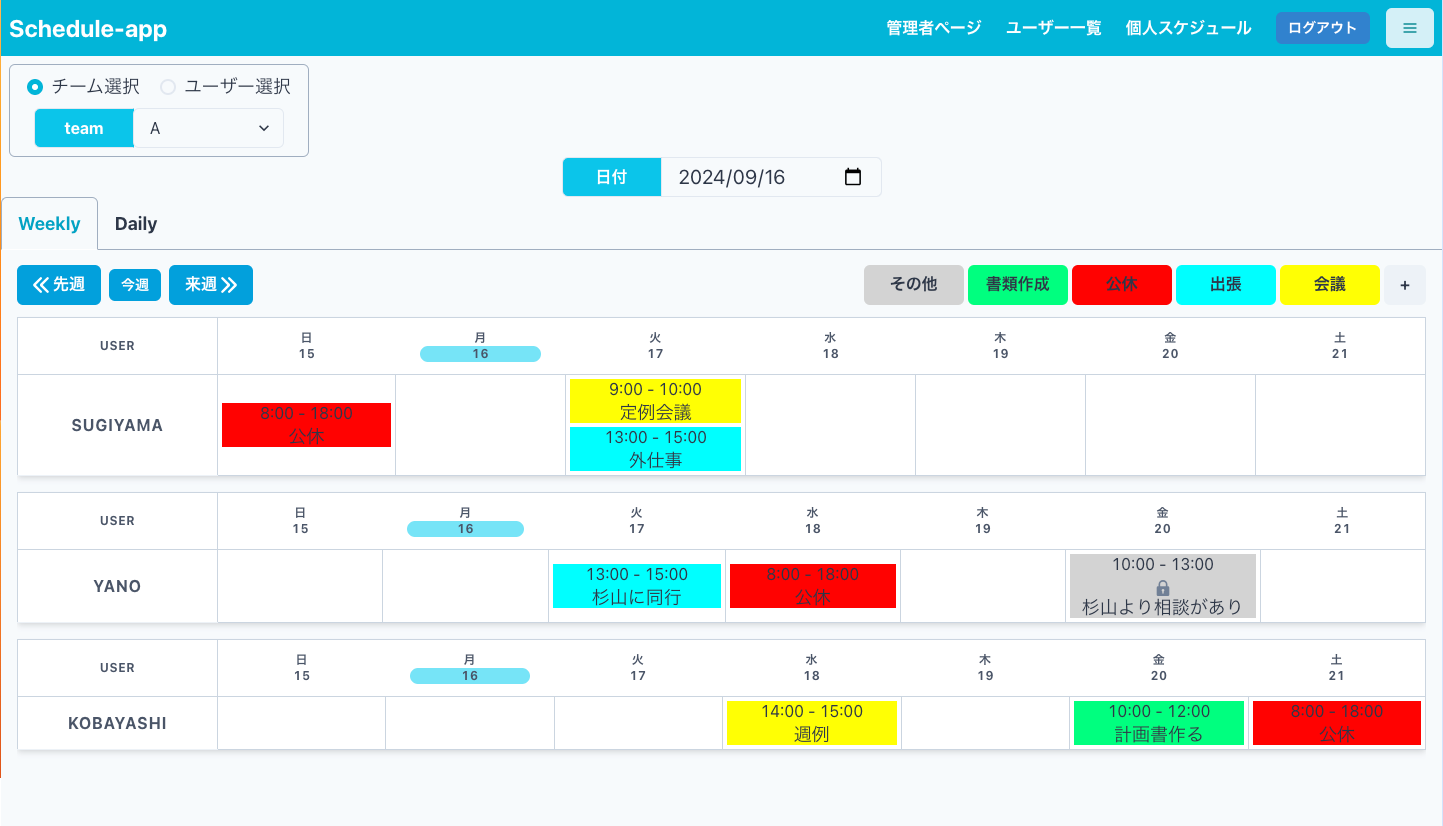 Schedule-app 管理者ページ ユーザー一覧 個人スケジュール ログアウト
チーム選択 ユーザー選択
team A
日付 2024/09/16
Weekly Daily
先週 今週 来週 その他 書類作成 公休 出張 会議 +
USER 日 月 火 水 木 金 土
15 16 17 18 19 20 21
SUGIYAMA
8:00 - 18:00
公休
9:00 - 10:00
定例会議
13:00 - 15:00
外仕事
USER 日 月 火 水 木 金 土
15 16 17 18 19 20 21
YANO
13:00 - 15:00
杉山に同行
8:00 - 18:00
公休
10:00 - 13:00
杉山より相談があり
USER 日 月 火 水 木 金 土
15 16 17 18 19 20 21
KOBAYASHI
14:00 - 15:00
週例
10:00 - 12:00
計画書作る
8:00 - 18:00
公休